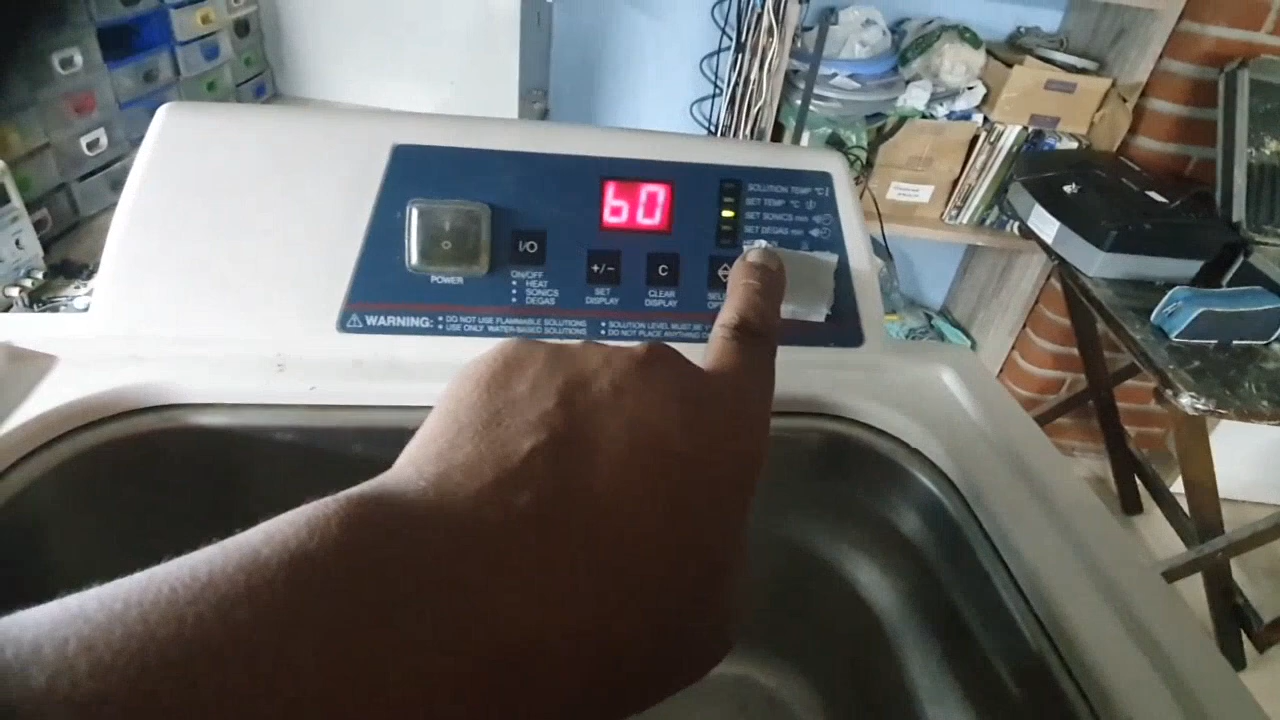 60
SOLUTION TEMP °C
SET TEMP °C
SET SONICS min
SET DEGAS min
I/O
+/−
C
POWER
ON/OFF
• HEAT
• SONICS
• DEGAS
SET
DISPLAY
CLEAR
DISPLAY
WARNING:
• DO NOT USE FLAMMABLE SOLUTIONS
• USE ONLY WATER-BASED SOLUTIONS
• SOLUTION LEVEL MUST BE
• DO NOT PLACE ANYTHING